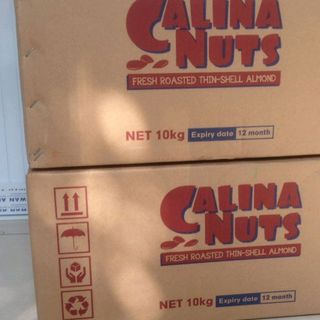 CALINA
NUTS
FRESH ROASTED THIN-SHELL ALMOND
NET 10kg Expiry date 12 month
CALINA
NUTS
FRESH ROASTED THIN-SHELL ALMOND
NET 10kg Expiry date 12 month